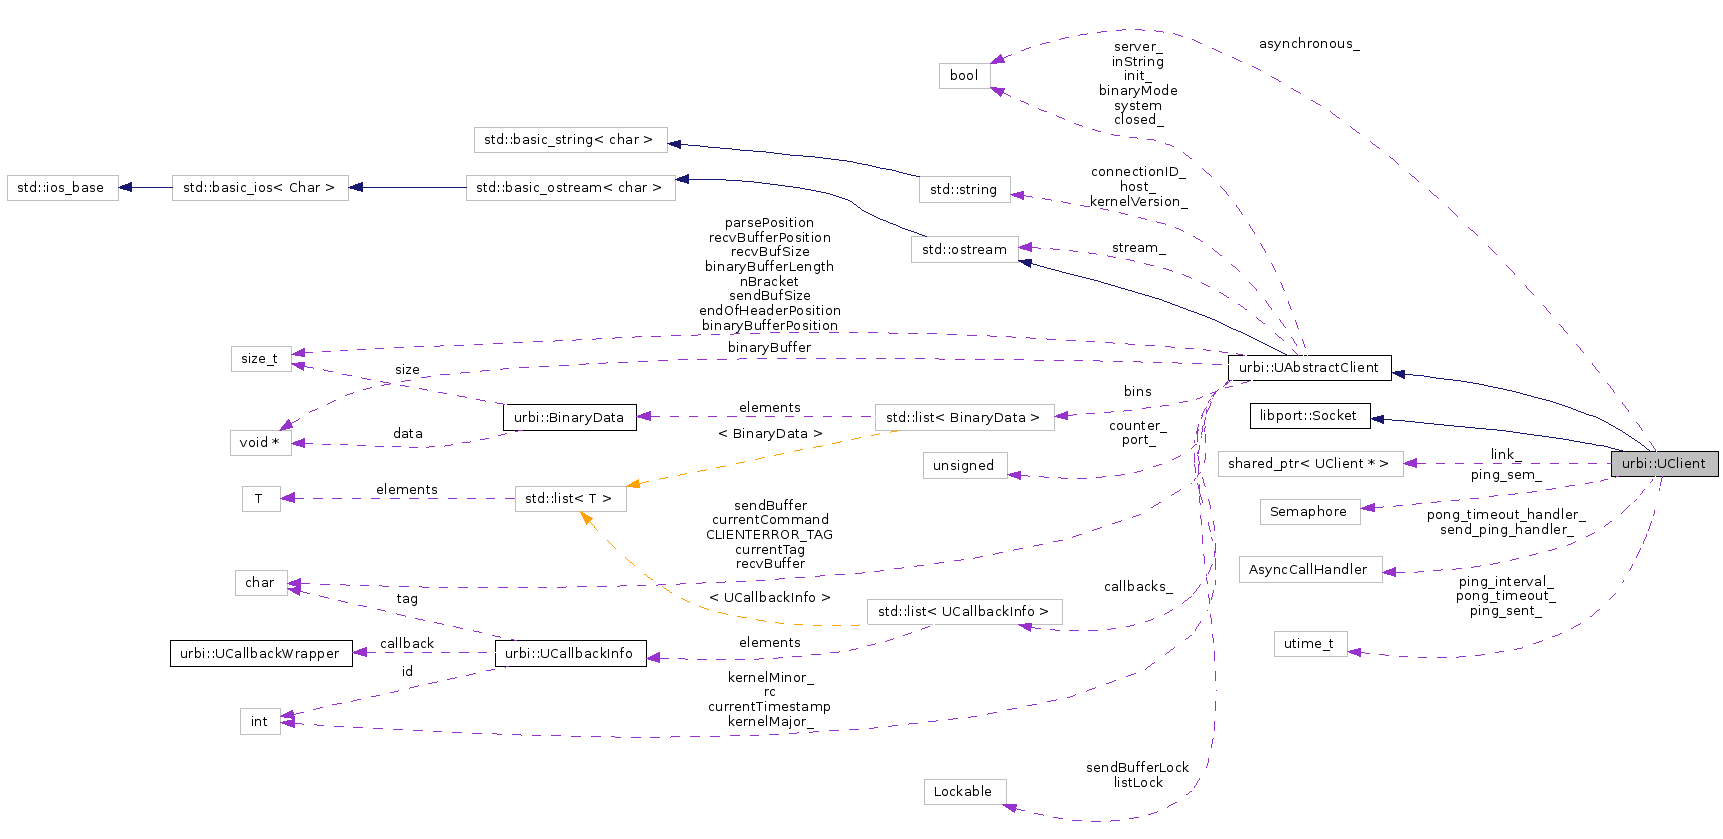 asynchronous_
server_
inString
init_
binaryMode
system
closed_
bool
std::basic_string< char >
std::ios_base
std::basic_ios< Char >
std::basic_ostream< char >
std::string
connectionID_
host_
kernelVersion_
parsePosition
recvBufferPosition
recvBufSize
binaryBufferLength
nBracket
sendBufSize
endOfHeaderPosition
binaryBufferPosition
std::ostream
stream_
size_t
binaryBuffer
urbi::UAbstractClient
size
bins
urbi::BinaryData
elements
std::list< BinaryData >
libport::Socket
void *
data
< BinaryData >
counter_
port_
unsigned
shared_ptr< UClient * >
link_
urbi::UClient
ping_sem_
T
elements
std::list< T >
Semaphore
sendBuffer
currentCommand
CLIENTERROR_TAG
currentTag
recvBuffer
pong_timeout_handler_
send_ping_handler_
AsyncCallHandler
char
tag
< UCallbackInfo >
std::list< UCallbackInfo >
callbacks_
ping_interval_
pong_timeout_
ping_sent_
urbi::UCallbackWrapper
callback
urbi::UCallbackInfo
elements
utime_t
id
kernelMinor_
rc
currentTimestamp
kernelMajor_
int
sendBufferLock
listLock
Lockable